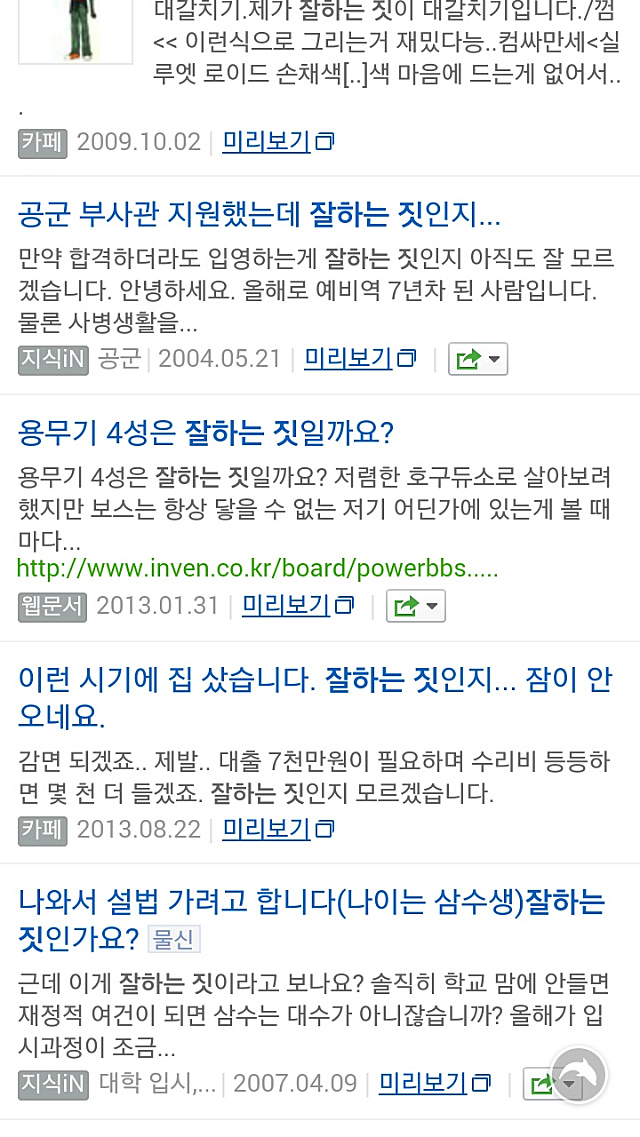 대갈치기.제가 잘하는 짓이 대갈치기입니다./껌
<< 이런식으로 그리는거 재밌다능..컴싸만세<실
루엣 로이드 손채색[..]색 마음에 드는게 없어서..
.
카페 2009.10.02 미리보기
공군 부사관 지원했는데 잘하는 짓인지...
만약 합격하더라도 입영하는게 잘하는 짓인지 아직도 잘 모르
겠습니다. 안녕하세요. 올해로 예비역 7년차 된 사람입니다.
물론 사병생활을...
지식iN 공군 2004.05.21 미리보기
용무기 4성은 잘하는 짓일까요?
용무기 4성은 잘하는 짓일까요? 저렴한 호구듀소로 살아보려
했지만 보스는 항상 닿을 수 없는 저기 어딘가에 있는게 볼 때
마다...
http://www.inven.co.kr/board/powerbbs.....
웹문서 2013.01.31 미리보기
이런 시기에 집 샀습니다. 잘하는 짓인지... 잠이 안
오네요.
감면 되겠죠.. 제발.. 대출 7천만원이 필요하며 수리비 등등하
면 몇 천 더 들겠죠. 잘하는 짓인지 모르겠습니다.
카페 2013.08.22 미리보기
나와서 설법 가려고 합니다(나이는 삼수생)잘하는
짓인가요? 물신
근데 이게 잘하는 짓이라고 보나요? 솔직히 학교 맘에 안들면
재정적 여건이 되면 삼수는 대수가 아니잖습니까? 올해가 입
시과정이 조금...
지식iN 대학 입시,... 2007.04.09 미리보기